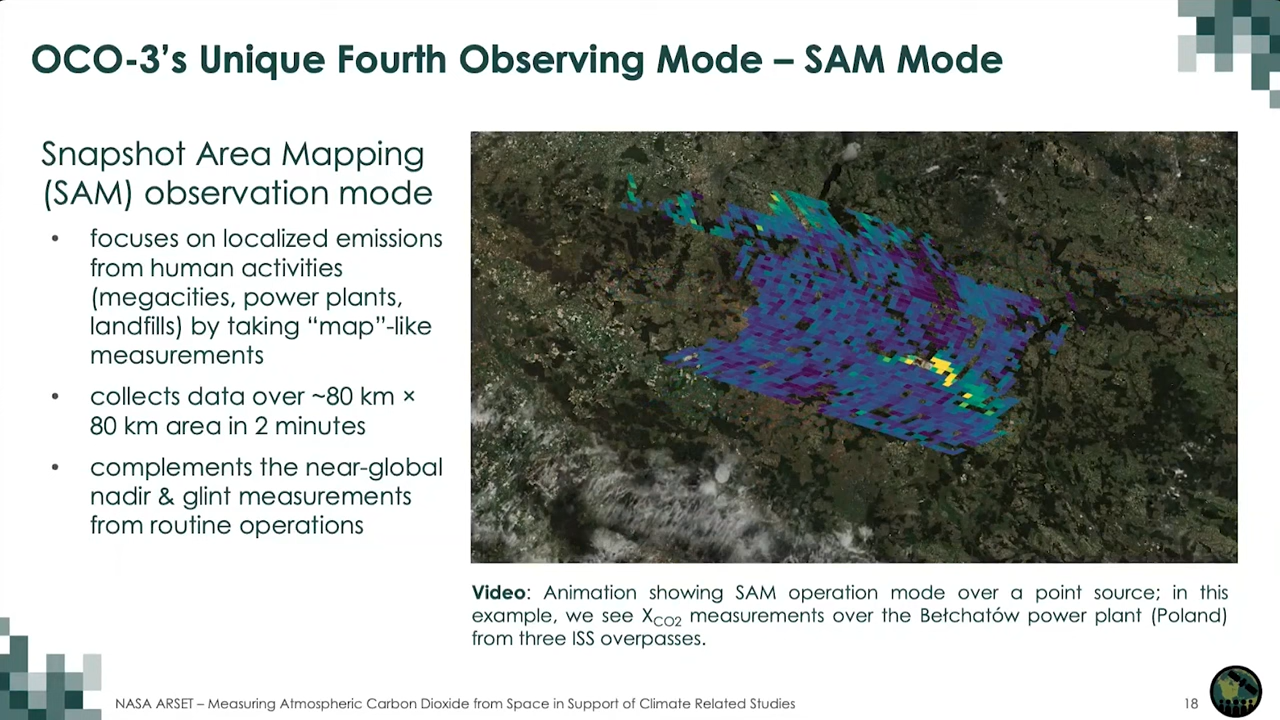 OCO-3’s Unique Fourth Observing Mode – SAM Mode
Snapshot Area Mapping
(SAM) observation mode
• focuses on localized emissions
from human activities
(megacities, power plants,
landfills) by taking “map”-like
measurements
• collects data over ~80 km ×
80 km area in 2 minutes
• complements the near-global
nadir & glint measurements
from routine operations
Video: Animation showing SAM operation mode over a point source; in this
example, we see XCO2 measurements over the Bełchatów power plant (Poland)
from three ISS overpasses.
NASA ARSET – Measuring Atmospheric Carbon Dioxide from Space in Support of Climate Related Studies
18